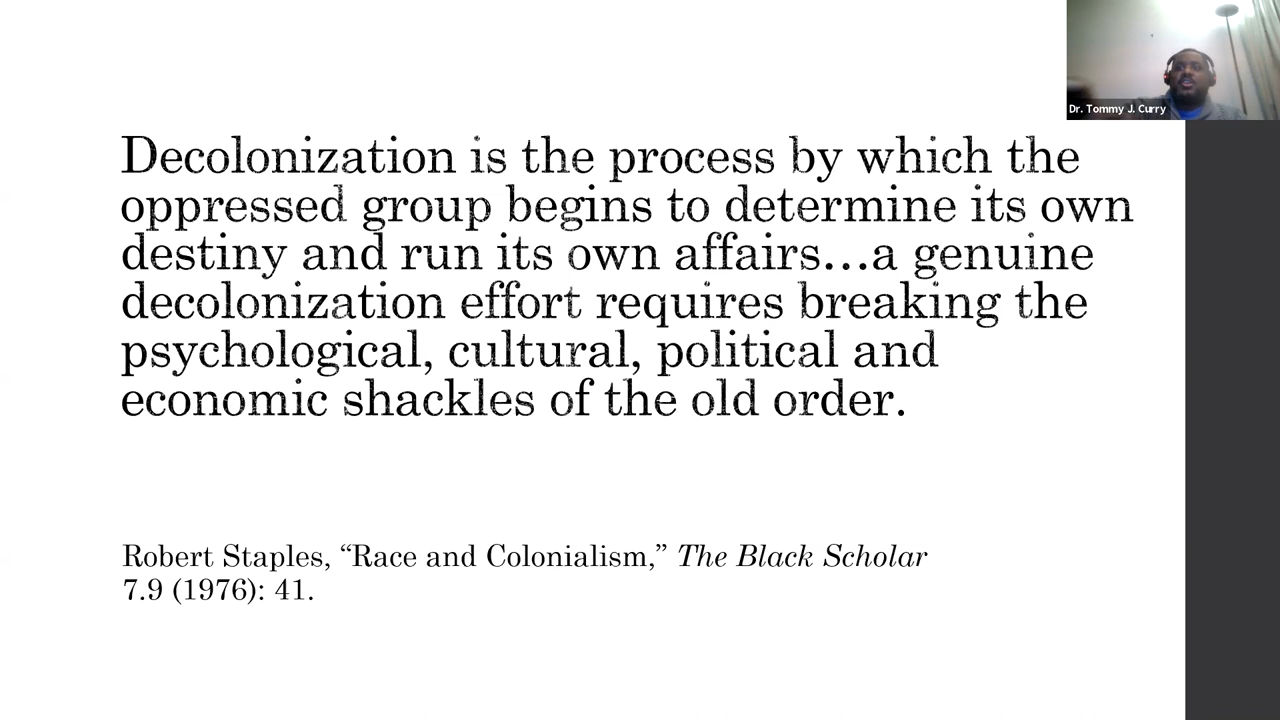 Dr. Tommy J. Curry
Decolonization is the process by which the
oppressed group begins to determine its own
destiny and run its own affairs…a genuine
decolonization effort requires breaking the
psychological, cultural, political and
economic shackles of the old order.
Robert Staples, “Race and Colonialism,” The Black Scholar
7.9 (1976): 41.